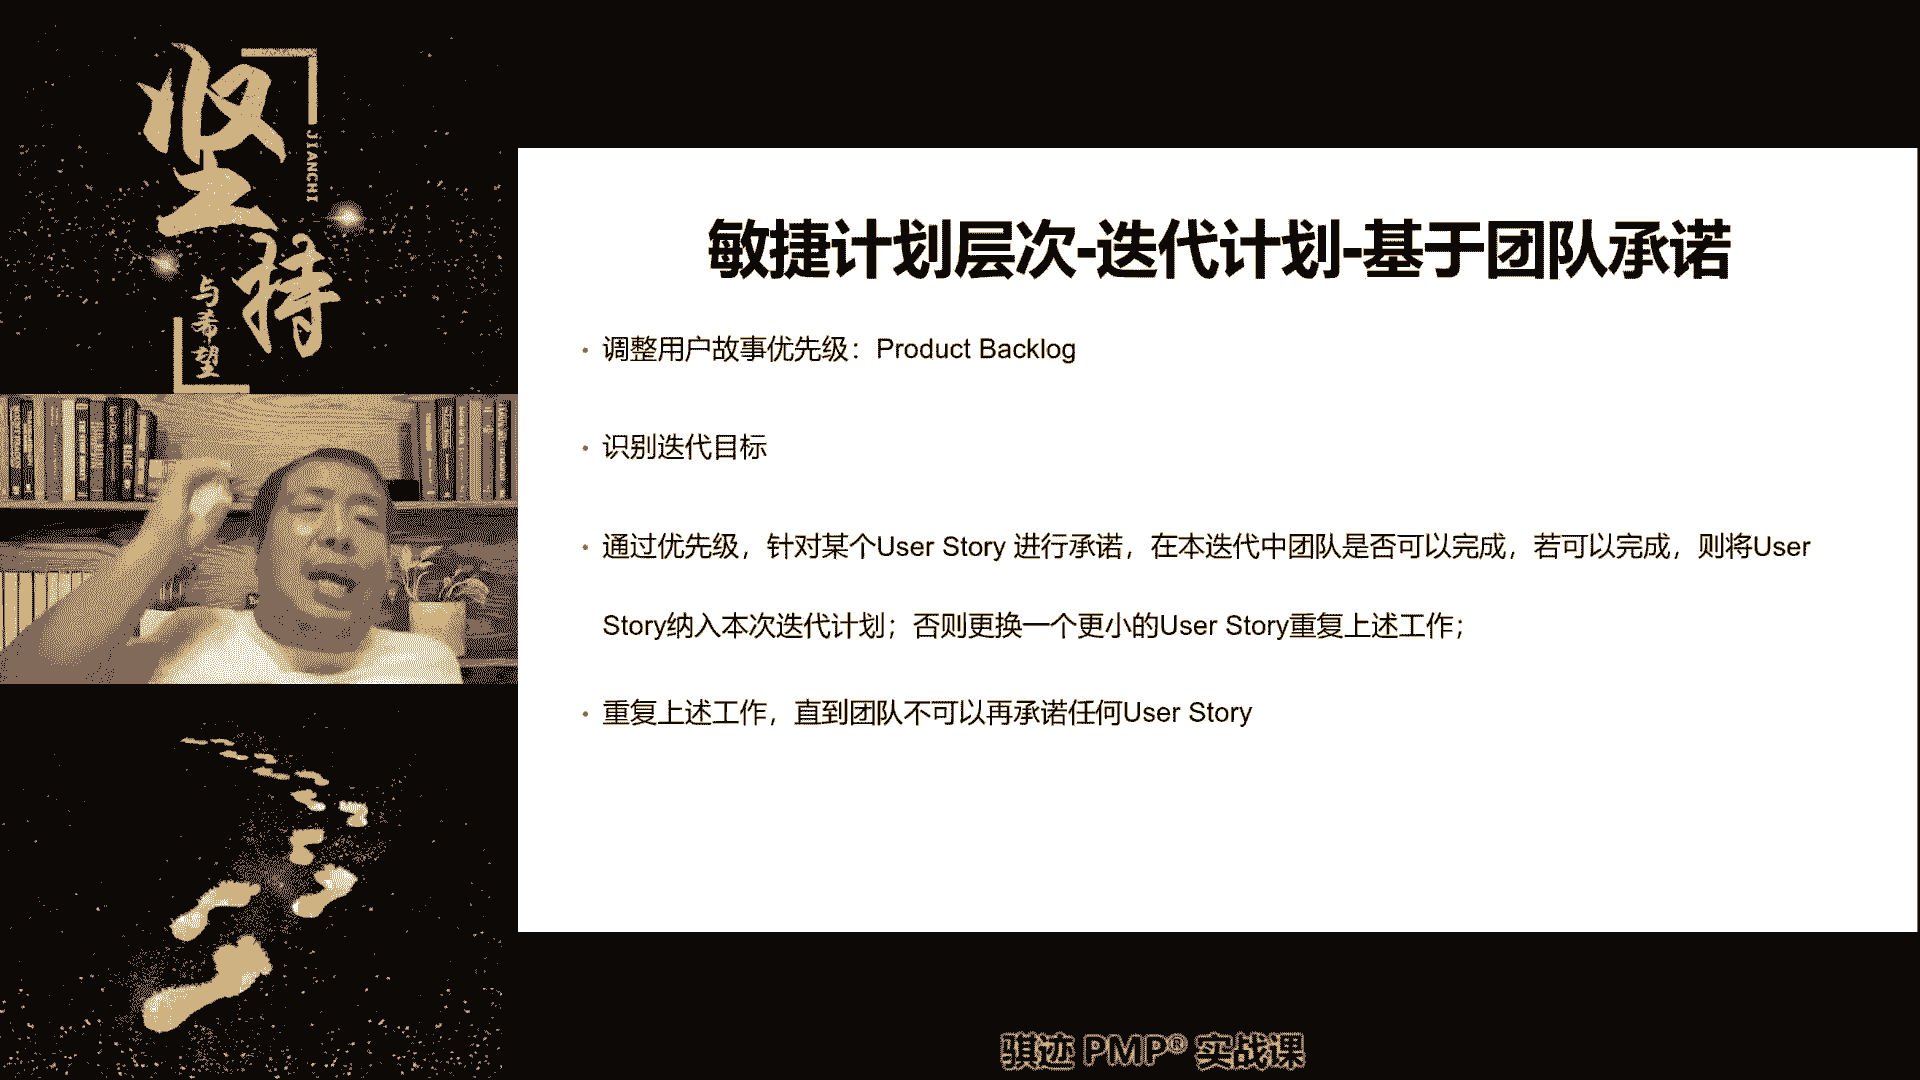 坚持
JIANCHI
与希望
敏捷计划层次-迭代计划-基于团队承诺
• 调整用户故事优先级：Product Backlog
• 识别迭代目标
• 通过优先级，针对某个User Story 进行承诺，在本迭代中团队是否可以完成，若可以完成，则将User
Story纳入本次迭代计划；否则更换一个更小的User Story重复上述工作；
• 重复上述工作，直到团队不可以再承诺任何User Story
骐迹 PMP® 实战课